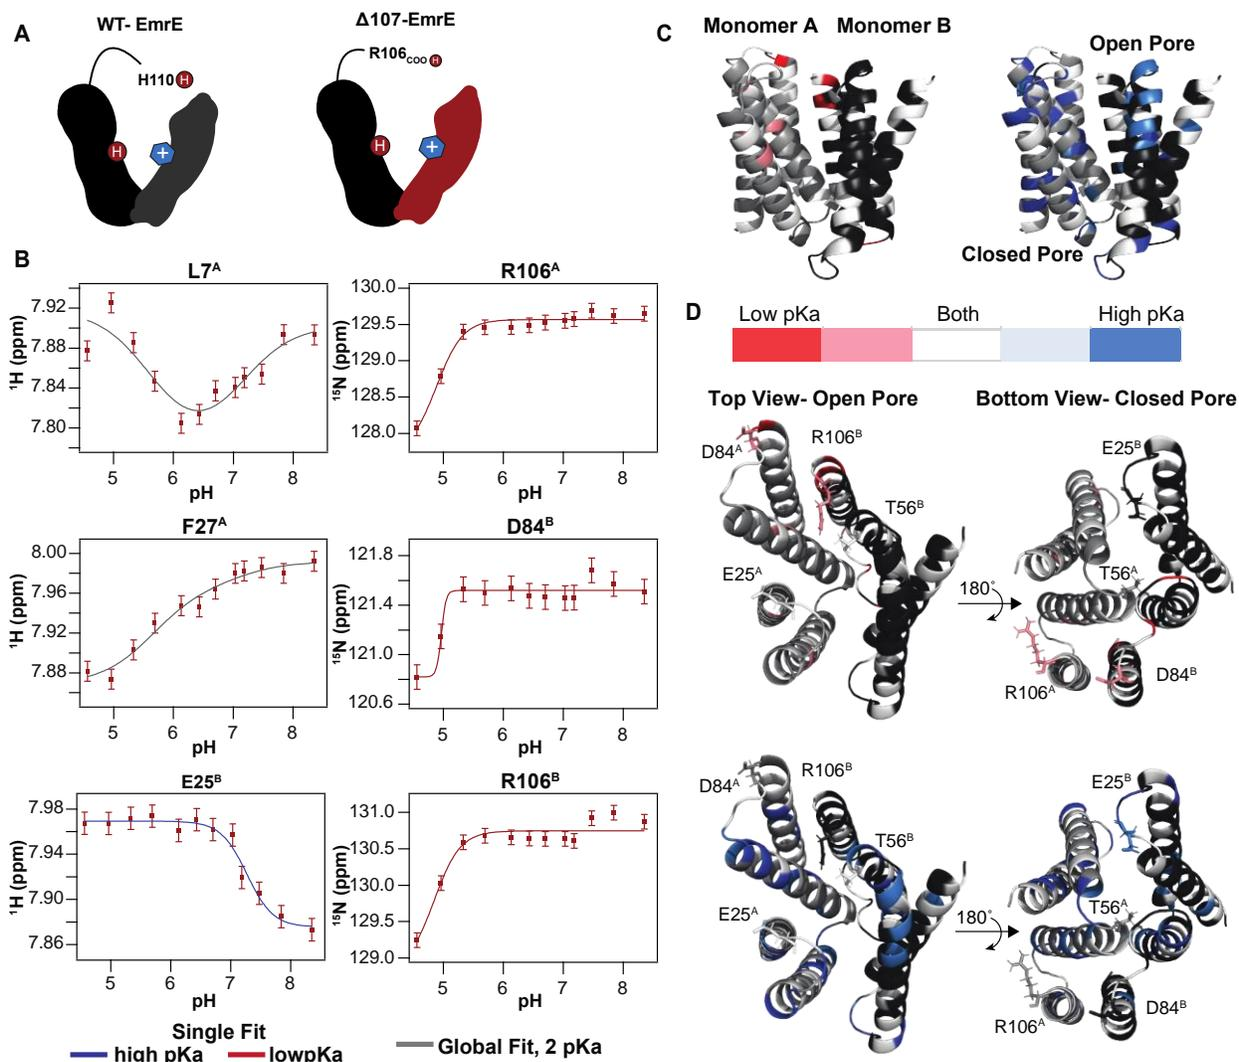 A
WT- EmrE
Δ107-EmrE
H110 H
R106COO H
H
+
H
+
B
L7A
1H (ppm)
7.92
7.88
7.84
7.80
5 6 7 8
pH
R106A
15N (ppm)
130.0
129.5
129.0
128.5
128.0
5 6 7 8
pH
F27A
1H (ppm)
8.00
7.96
7.92
7.88
5 6 7 8
pH
D84B
15N (ppm)
121.8
121.4
121.0
120.6
5 6 7 8
pH
E25B
1H (ppm)
7.98
7.94
7.90
7.86
5 6 7 8
pH
R106B
15N (ppm)
131.0
130.5
130.0
129.5
129.0
5 6 7 8
pH
Single Fit
high pKa
lowpKa
Global Fit, 2 pKa
C
Monomer A
Monomer B
Open Pore
Closed Pore
D
Low pKa
Both
High pKa
Top View- Open Pore
Bottom View- Closed Pore
D84A
R106B
T56B
E25A
180°
E25B
T56A
R106A
D84B
D84A
R106B
T56B
E25A
180°
E25B
T56A
R106A
D84B